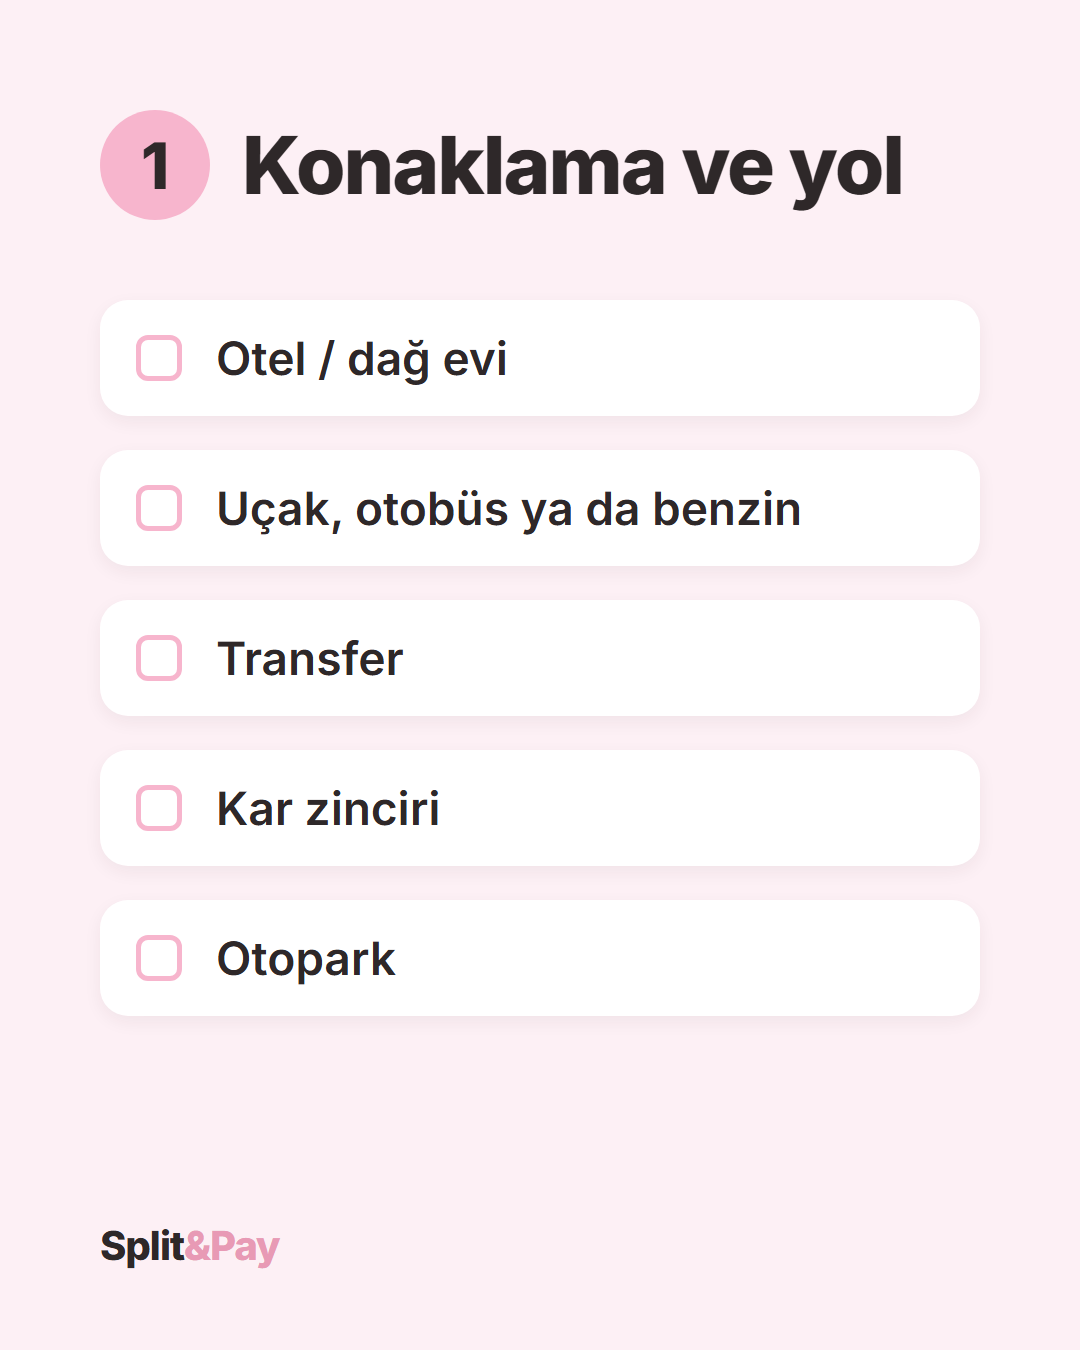 1 Konaklama ve yol
Otel / dağ evi
Uçak, otobüs ya da benzin
Transfer
Kar zinciri
Otopark
Split&Pay